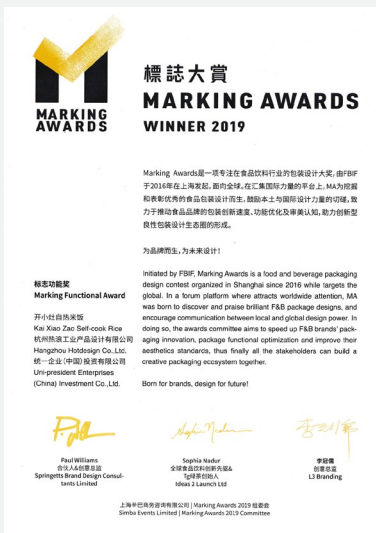 標誌大賞
MARKING AWARDS
WINNER 2019
MARKING
AWARDS
Marking Awards是一项专注在食品饮料行业的包装设计大奖,由FBIF
于2016年在上海发起,面向全球。在汇集国际力量的平台上,MA为挖掘
和表彰优秀的食品包装设计而生,鼓励本土与国际设计力量的切磋,致
力于推动食品品牌的包装创新速度、功能优化及审美认知,助力创新型
良性包装设计生态圈的形成。
为品牌而生,为未来设计!
标志功能奖
Marking Functional Award
开小灶自热米饭
Kai Xiao Zao Self-cook Rice
杭州热浪工业产品设计有限公司
Hangzhou Hotdesign Co.,Ltd.
统一企业(中国)投资有限公司
Uni-president Enterprises
(China) Investment Co.,Ltd.
Initiated by FBIF, Marking Awards is a food and beverage packaging
design contest organized in Shanghai since 2016 while targets the
global. In a forum platform where attracts worldwide attention, MA
was born to discover and praise brilliant F&B package designs, and
encourage communication between local and global design power. In
doing so, the awards committee aims to speed up F&B brands' pack-
aging innovation, package functional optimization and improve their
aesthetics standards, thus finally all the stakeholders can build a
creative packaging ecosystem together.
Born for brands, design for future!
Paul Williams
合伙人&创意总监
Springetts Brand Design Consul-
tants Limited
Sophia Nadur
全球食品饮料创新先驱&
Tg绿茶创始人
Ideas 2 Launch Ltd
李冠儒
创意总监
L3 Branding
上海辛巴商务咨询有限公司 | Marking Awards 2019 组委会
Simba Events Limited | Marking Awards 2019 Committee